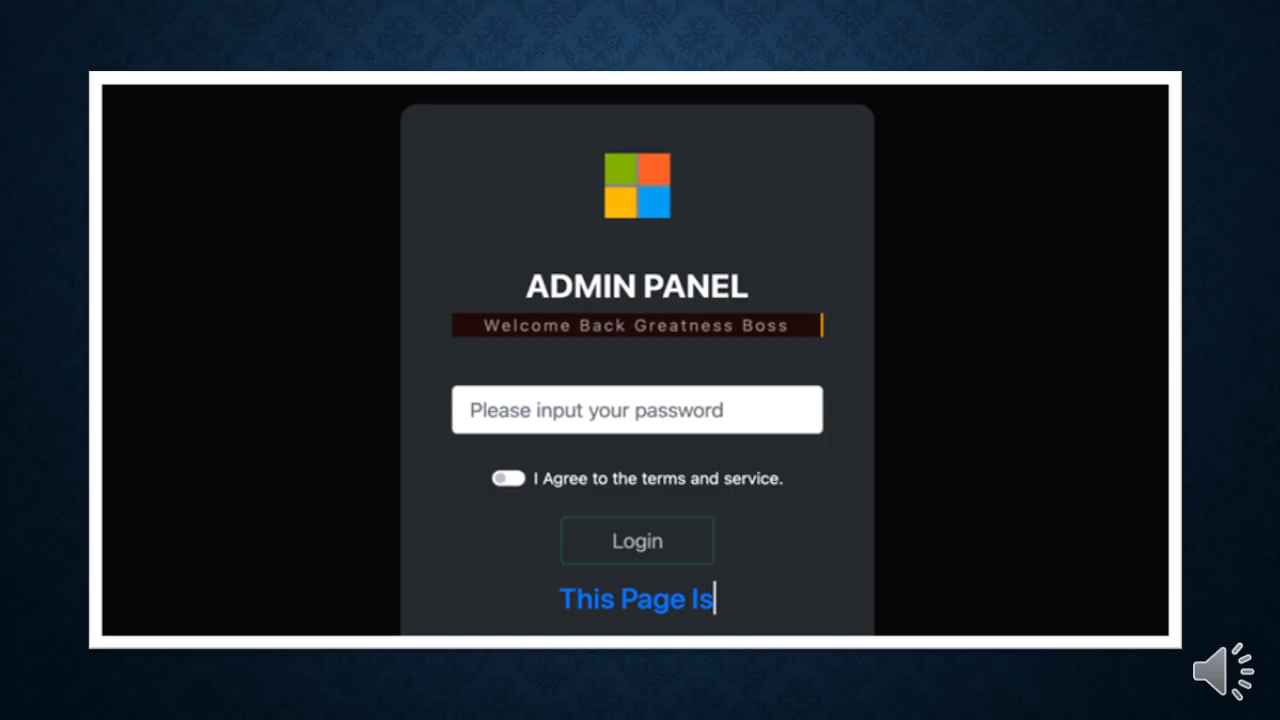 ADMIN PANEL
Welcome Back Greatness Boss
Please input your password
I Agree to the terms and service.
Login
This Page Is